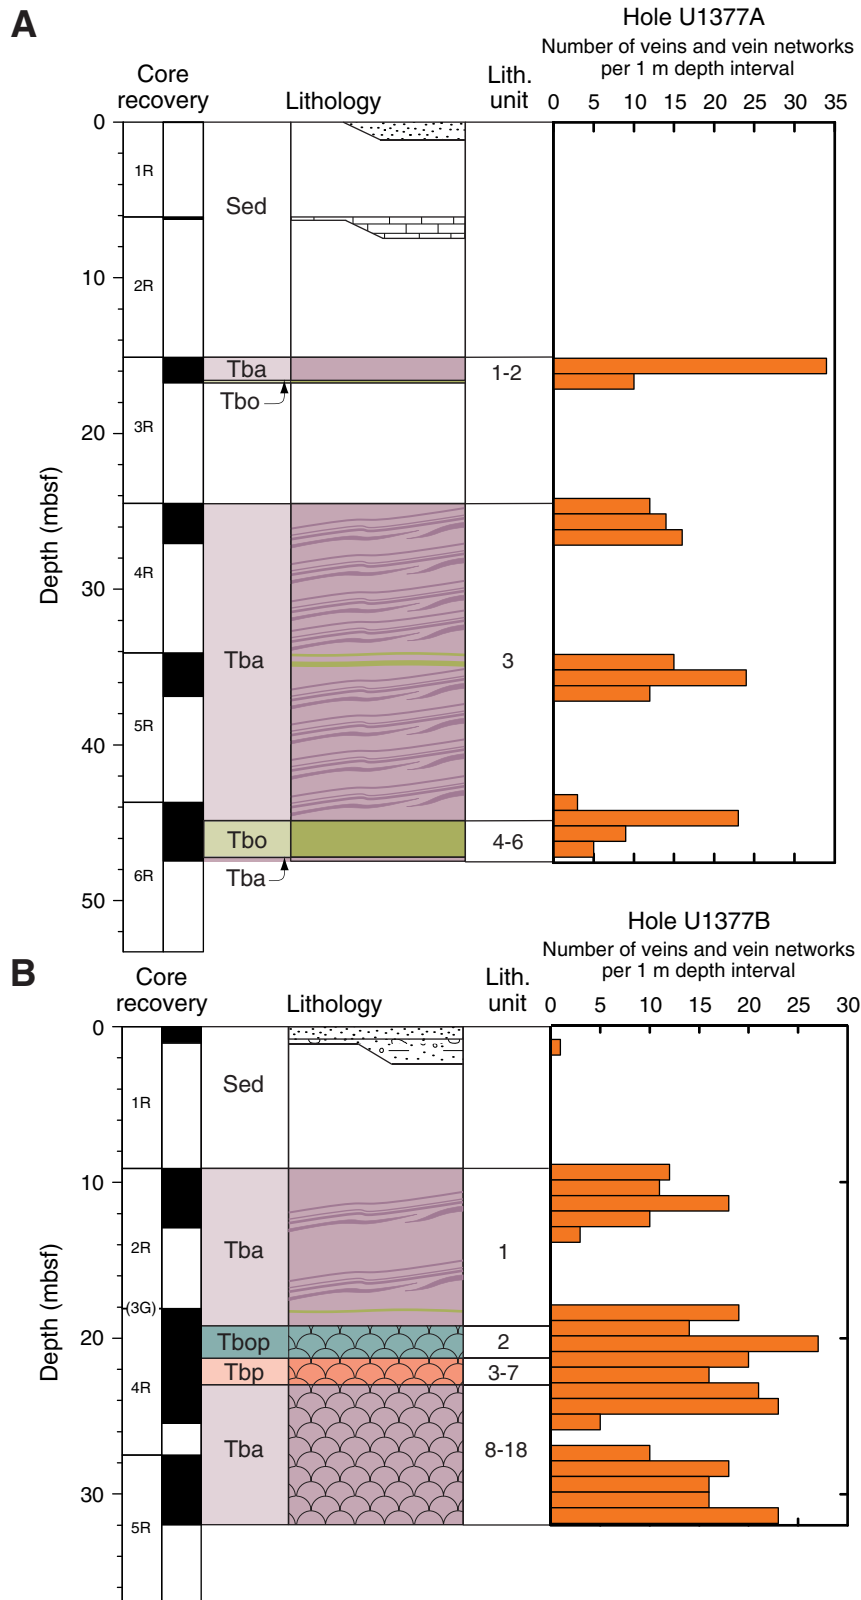 A
Hole U1377A
Number of veins and vein networks
per 1 m depth interval
Core
recovery
Lithology
Lith.
unit
0 5 10 15 20 25 30 35
0
10
20
30
40
50
Depth (mbsf)
1R
2R
3R
4R
5R
6R
Sed
Tba
Tbo
Tba
Tbo
Tba
1-2
3
4-6
B
Hole U1377B
Number of veins and vein networks
per 1 m depth interval
Core
recovery
Lithology
Lith.
unit
0 5 10 15 20 25 30
0
10
20
30
Depth (mbsf)
1R
2R
(3G)
4R
5R
Sed
Tba
Tbop
Tbp
Tba
1
2
3-7
8-18